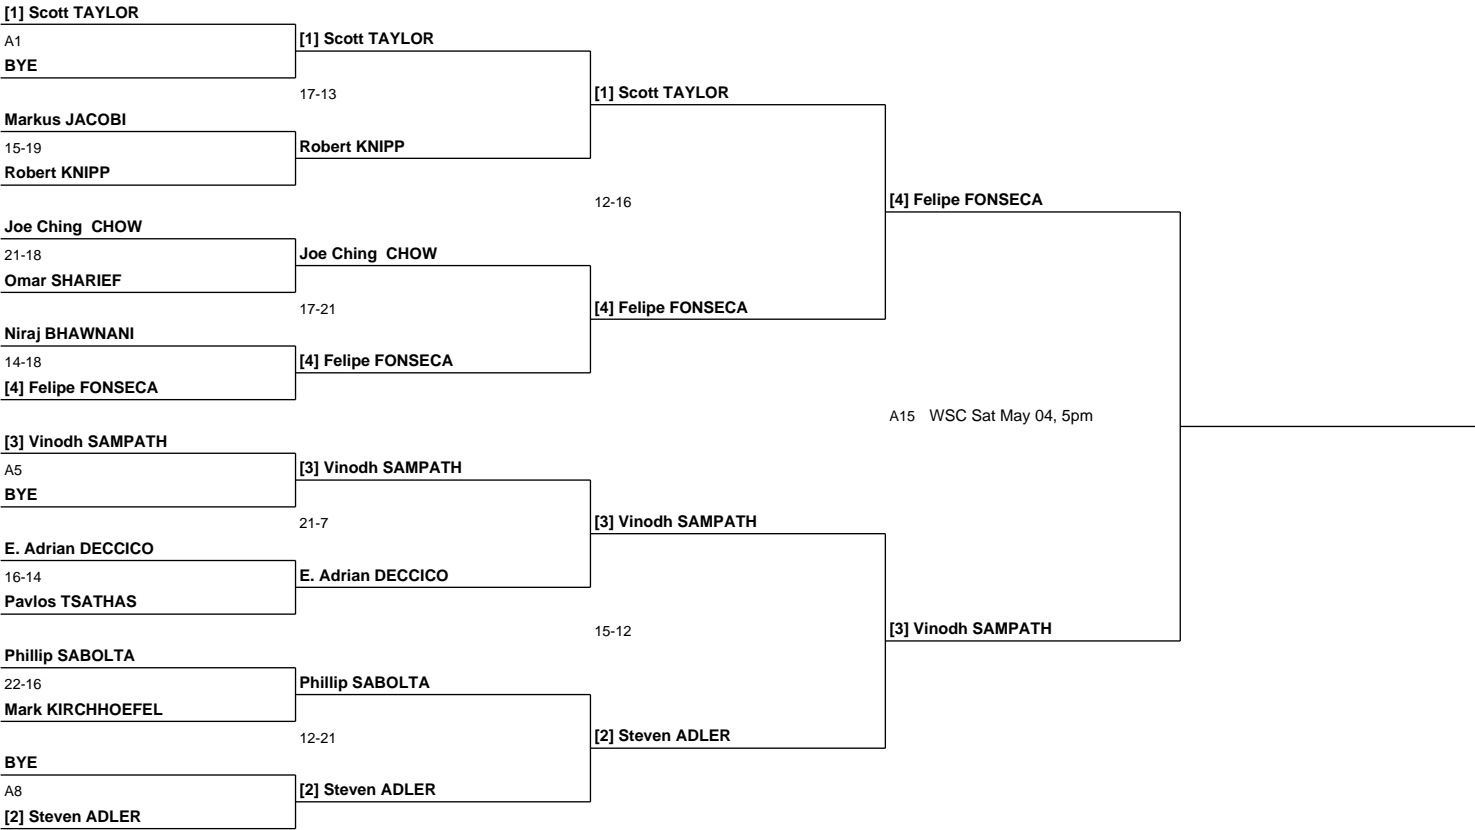 [1] Scott TAYLOR
A1
BYE
Markus JACOBI
15-19
Robert KNIPP
Joe Ching  CHOW
21-18
Omar SHARIEF
Niraj BHAWNANI
14-18
[4] Felipe FONSECA
[3] Vinodh SAMPATH
A5
BYE
E. Adrian DECCICO
16-14
Pavlos TSATHAS
Phillip SABOLTA
22-16
Mark KIRCHHOEFEL
BYE
A8
[2] Steven ADLER
[1] Scott TAYLOR
17-13
Robert KNIPP
Joe Ching  CHOW
17-21
[4] Felipe FONSECA
[3] Vinodh SAMPATH
21-7
E. Adrian DECCICO
Phillip SABOLTA
12-21
[2] Steven ADLER
[1] Scott TAYLOR
12-16
[4] Felipe FONSECA
[3] Vinodh SAMPATH
15-12
[2] Steven ADLER
[4] Felipe FONSECA
A15 WSC Sat May 04, 5pm
[3] Vinodh SAMPATH